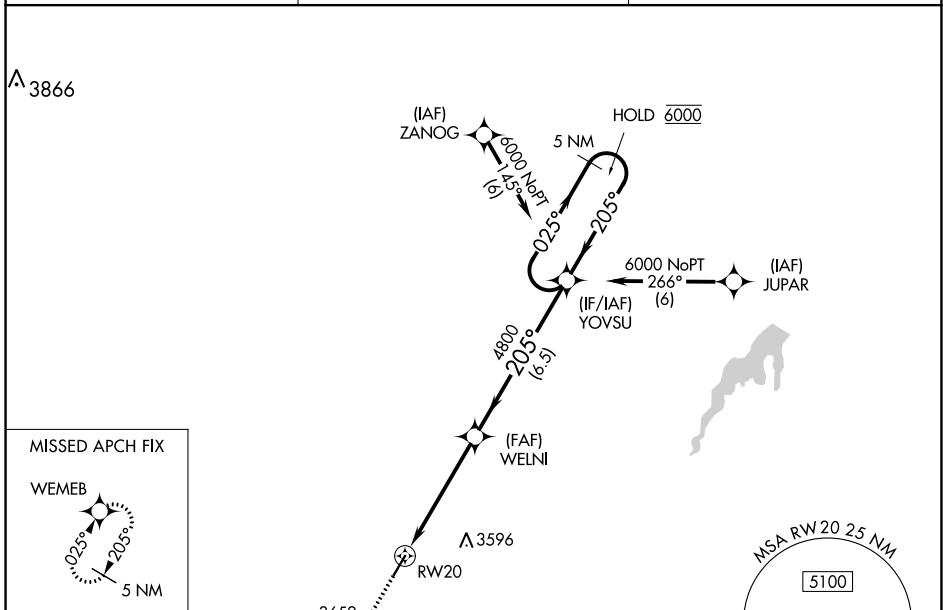 3866
(IAF)
ZANOG
6000 NoPT
145°
(6)
HOLD 6000
5 NM
025°
205°
6000 NoPT
266°
(6)
(IAF)
JUPAR
(IF/IAF)
YOVSU
4800
205°
(6.5)
(FAF)
WELNI
MISSED APCH FIX
WEMEB
025°
205°
5 NM
3596
RW20
MSA RW20 25 NM
5100